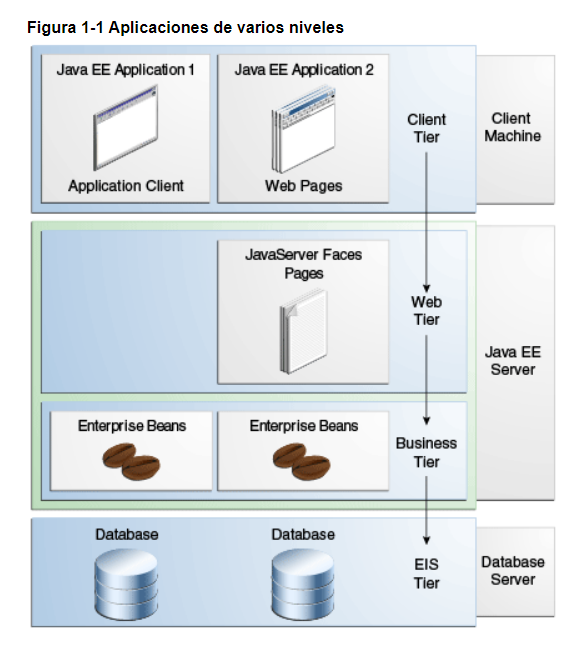 Figura 1-1 Aplicaciones de varios niveles
Java EE Application 1
Application Client
Java EE Application 2
Web Pages
Client
Tier
Client
Machine
JavaServer Faces
Pages
Web
Tier
Java EE
Server
Enterprise Beans
Enterprise Beans
Business
Tier
Database
Database
EIS
Tier
Database
Server